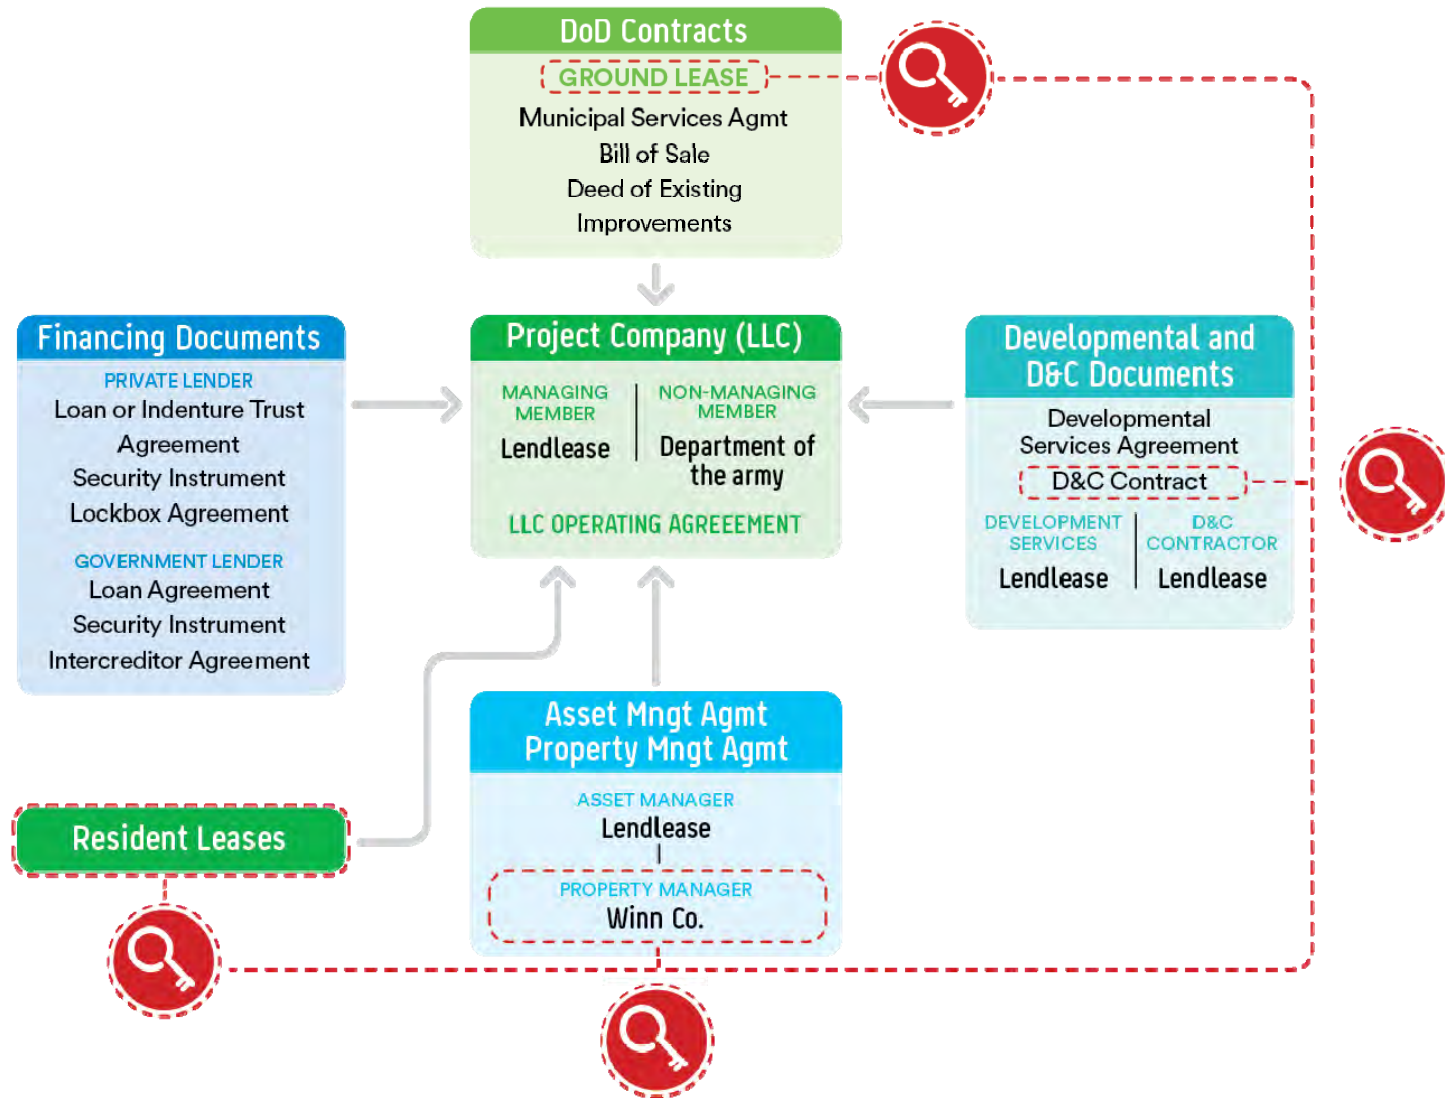 DoD Contracts
GROUND LEASE
Municipal Services Agmt
Bill of Sale
Deed of Existing
Improvements
Financing Documents
PRIVATE LENDER
Loan or Indenture Trust
Agreement
Security Instrument
Lockbox Agreement
GOVERNMENT LENDER
Loan Agreement
Security Instrument
Intercreditor Agreement
Project Company (LLC)
MANAGING
MEMBER
Lendlease
NON-MANAGING
MEMBER
Department of
the army
LLC OPERATING AGREEEMENT
Developmental and
D&C Documents
Developmental
Services Agreement
D&C Contract
DEVELOPMENT
SERVICES
Lendlease
D&C
CONTRACTOR
Lendlease
Asset Mngt Agmt
Property Mngt Agmt
ASSET MANAGER
Lendlease
PROPERTY MANAGER
Winn Co.
Resident Leases